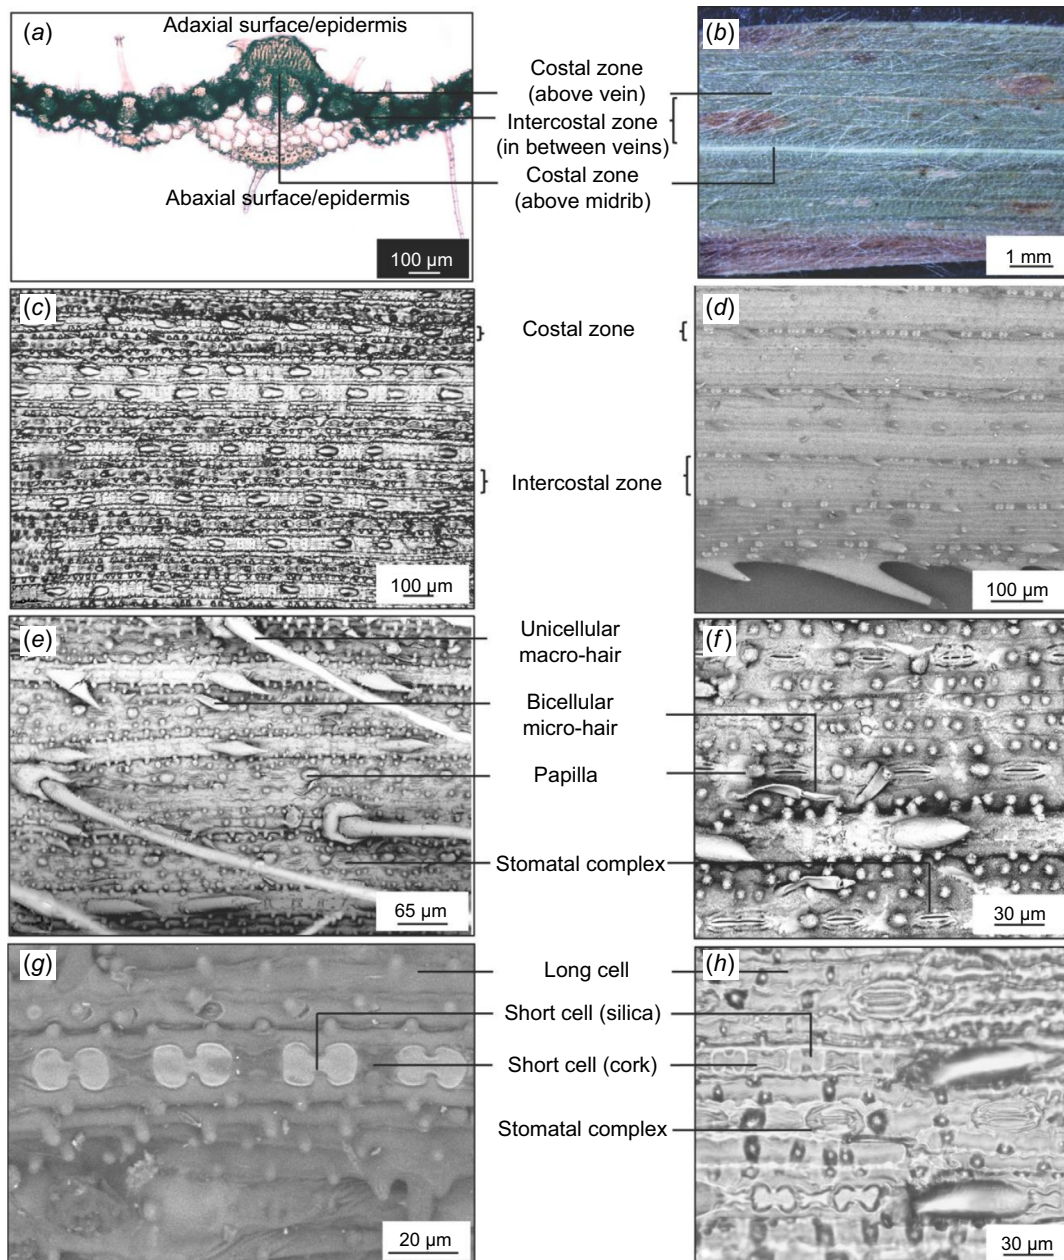 (a)
Adaxial surface/epidermis
Abaxial surface/epidermis
100 µm
Costal zone
(above vein)
Intercostal zone
(in between veins)
Costal zone
(above midrib)
(b)
1 mm
(c)
100 µm
Costal zone
Intercostal zone
(d)
100 µm
(e)
65 µm
Unicellular
macro-hair
Bicellular
micro-hair
Papilla
Stomatal complex
(f)
30 µm
(g)
20 µm
Long cell
Short cell (silica)
Short cell (cork)
Stomatal complex
(h)
30 µm